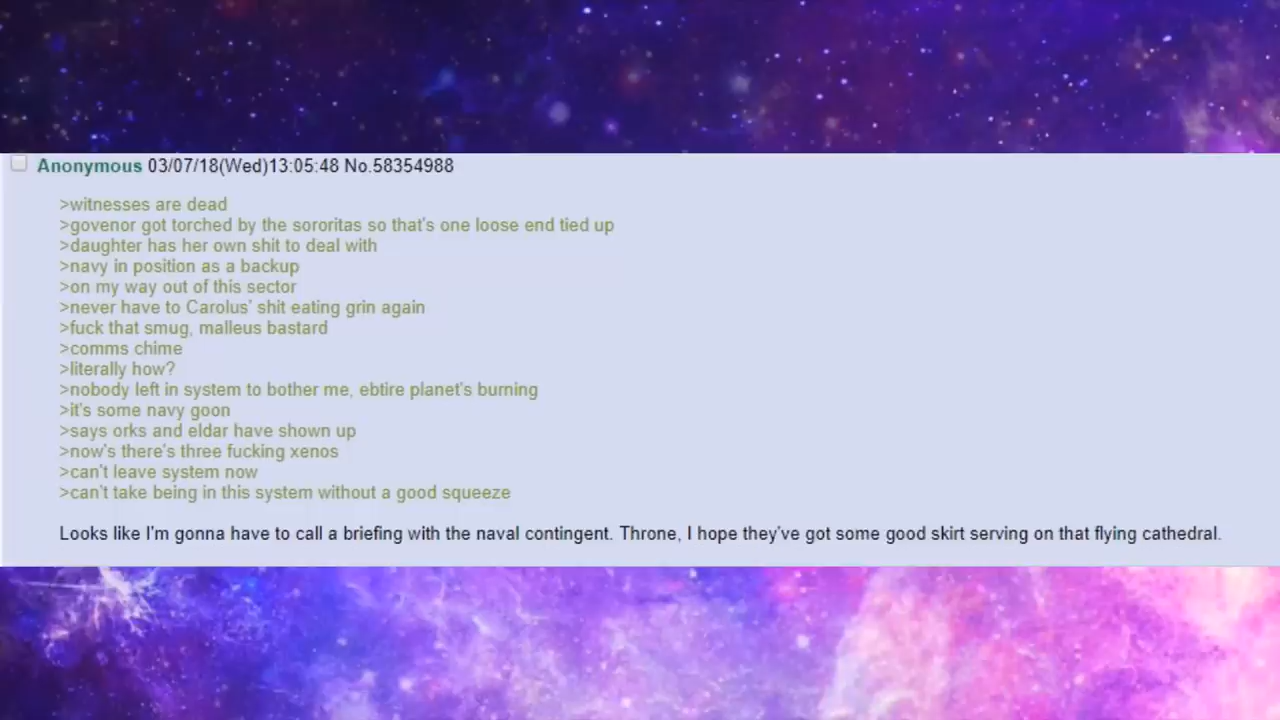 Anonymous 03/07/18(Wed)13:05:48 No.58354988
>witnesses are dead
>govenor got torched by the sororitas so that's one loose end tied up
>daughter has her own shit to deal with
>navy in position as a backup
>on my way out of this sector
>never have to Carolus' shit eating grin again
>fuck that smug, malleus bastard
>comms chime
>literally how?
>nobody left in system to bother me, ebtire planet's burning
>it's some navy goon
>says orks and eldar have shown up
>now's there's three fucking xenos
>can't leave system now
>can't take being in this system without a good squeeze
Looks like I'm gonna have to call a briefing with the naval contingent. Throne, I hope they've got some good skirt serving on that flying cathedral.